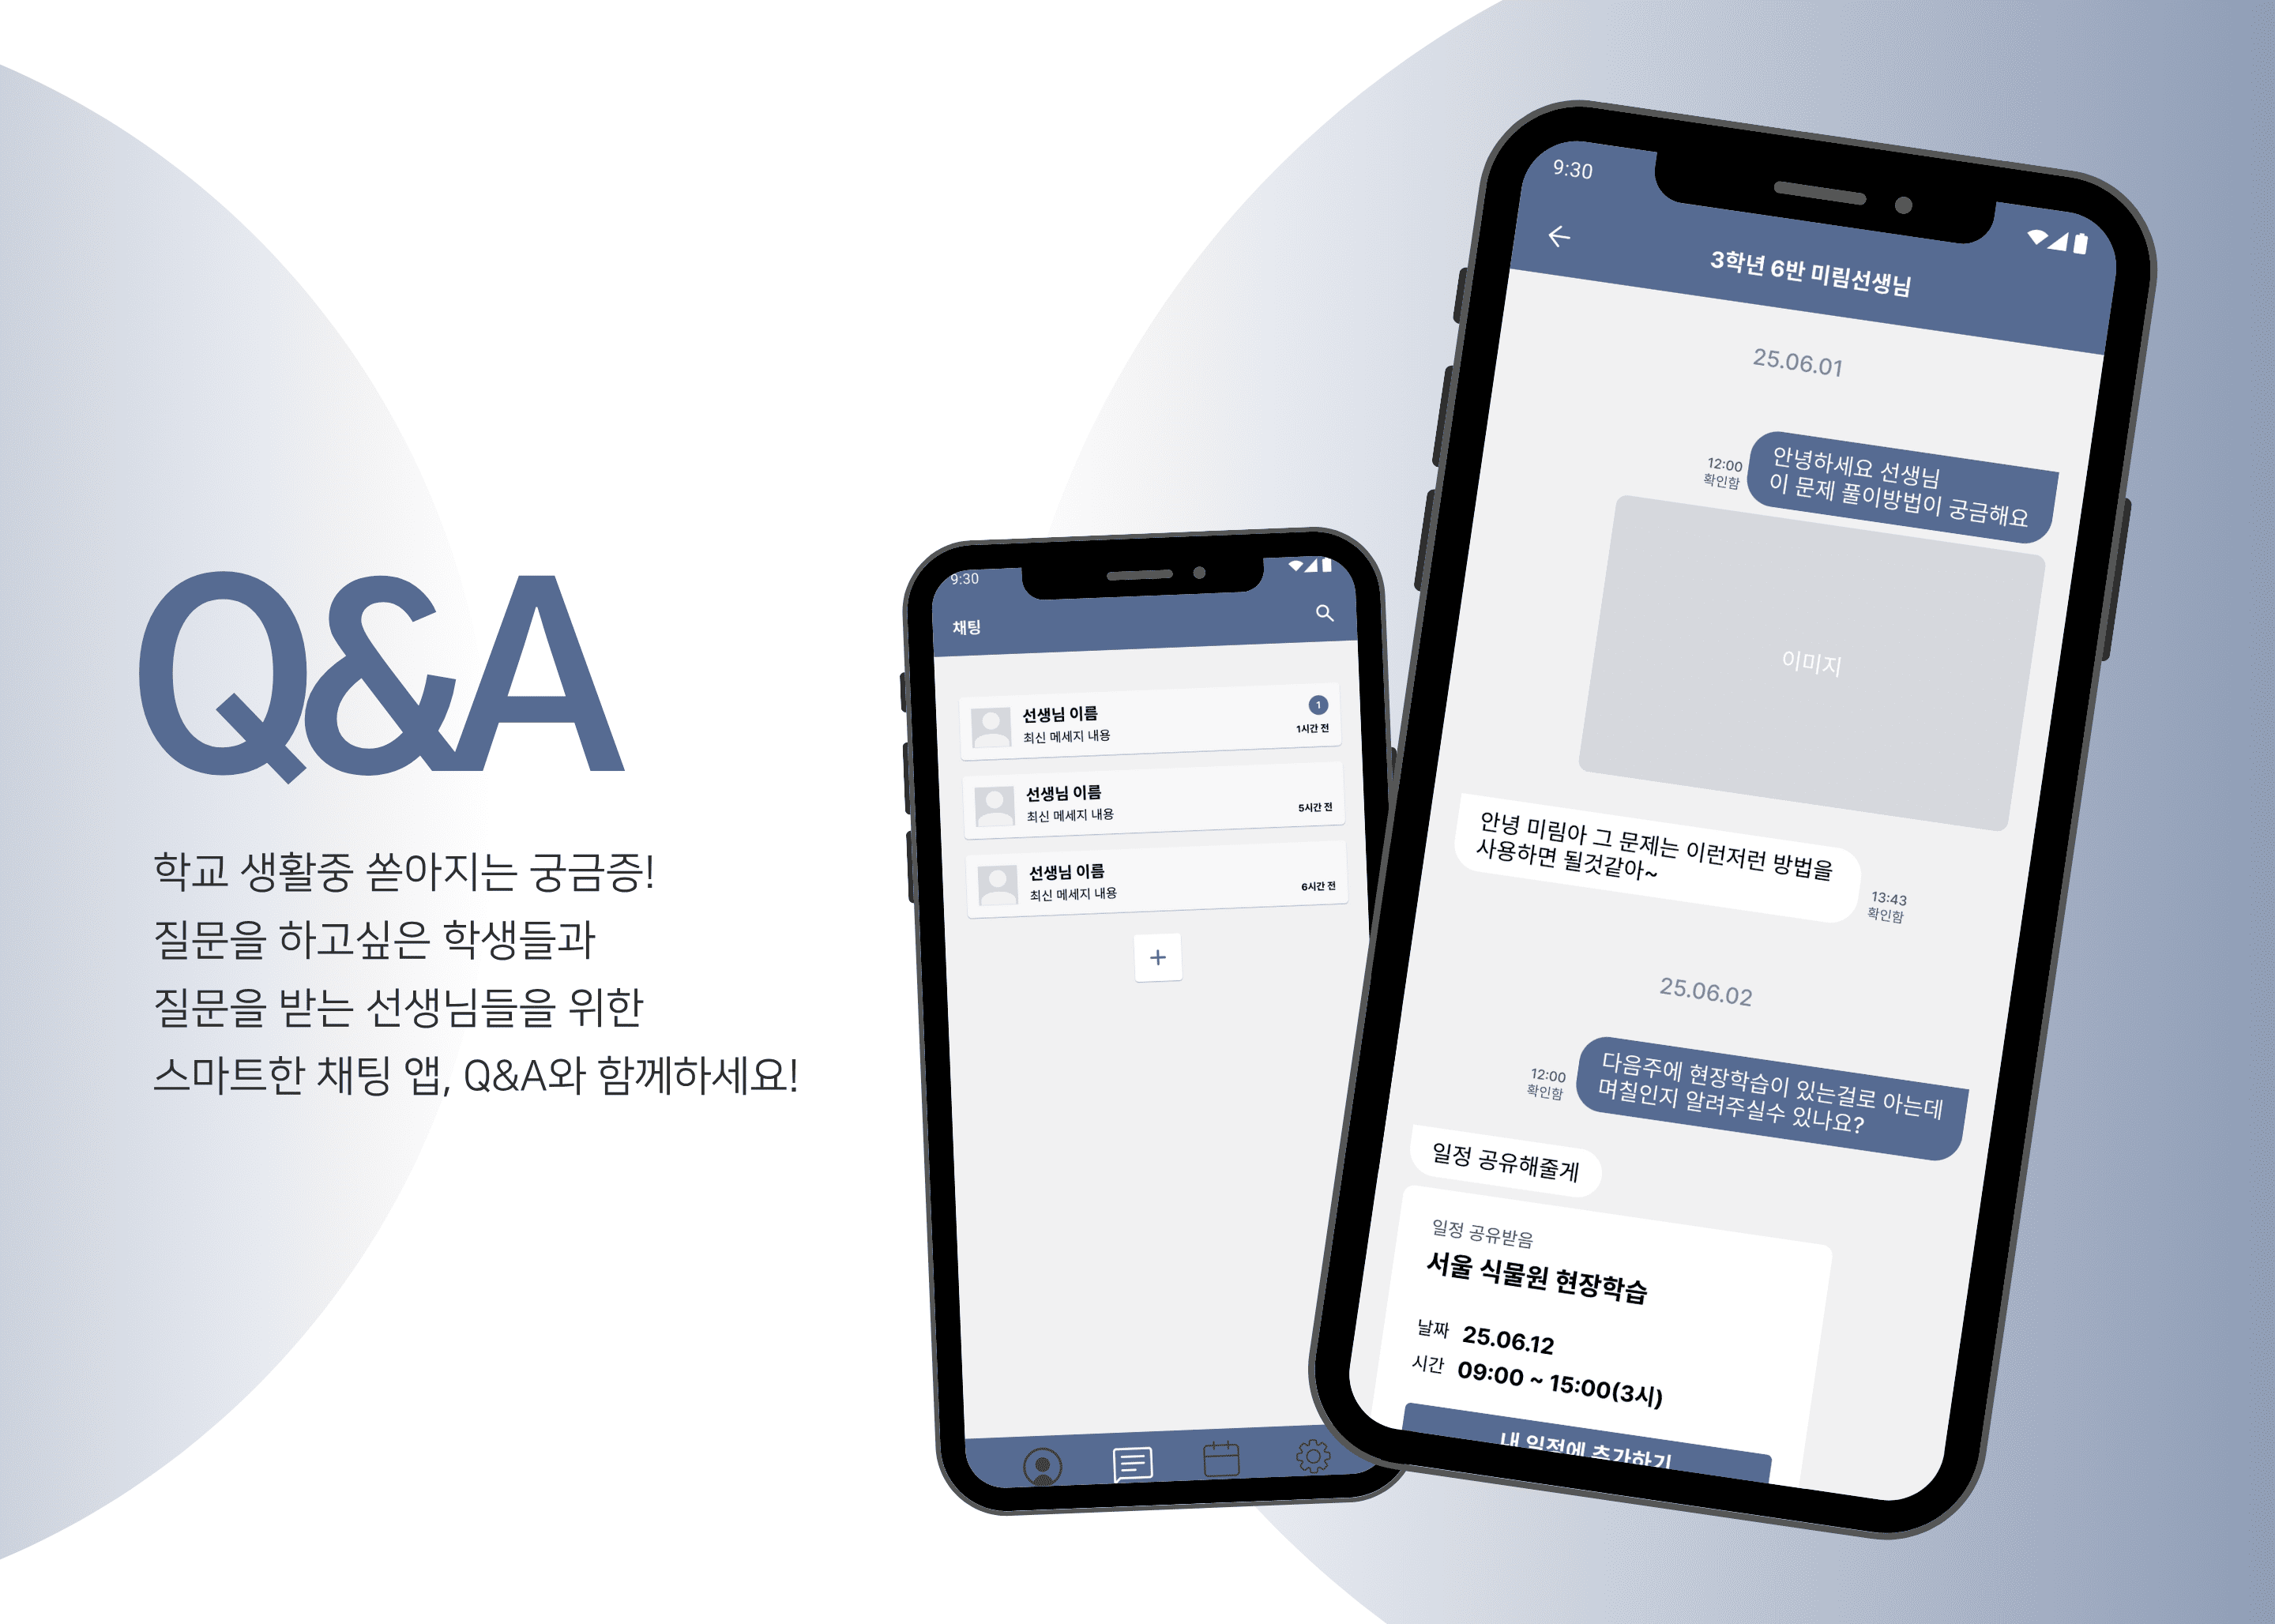 Q&A
학교 생활중 쏟아지는 궁금증!
질문을 하고싶은 학생들과
질문을 받는 선생님들을 위한
스마트한 채팅 앱, Q&A와 함께하세요!
9:30
채팅
선생님 이름
1
최신 메세지 내용
1시간 전
선생님 이름
최신 메세지 내용
5시간 전
선생님 이름
최신 메세지 내용
6시간 전
+
9:30
3학년 6반 미림선생님
25.06.01
안녕하세요 선생님
이 문제 풀이방법이 궁금해요
12:00
확인함
이미지
안녕 미림아 그 문제는 이런저런 방법을
사용하면 될것같아~
13:43
확인함
25.06.02
다음주에 현장학습이 있는걸로 아는데
며칠인지 알려주실수 있나요?
12:00
확인함
일정 공유해줄게
일정 공유받음
서울 식물원 현장학습
날짜 25.06.12
시간 09:00 ~ 15:00(3시)
내 일정에 추가하기